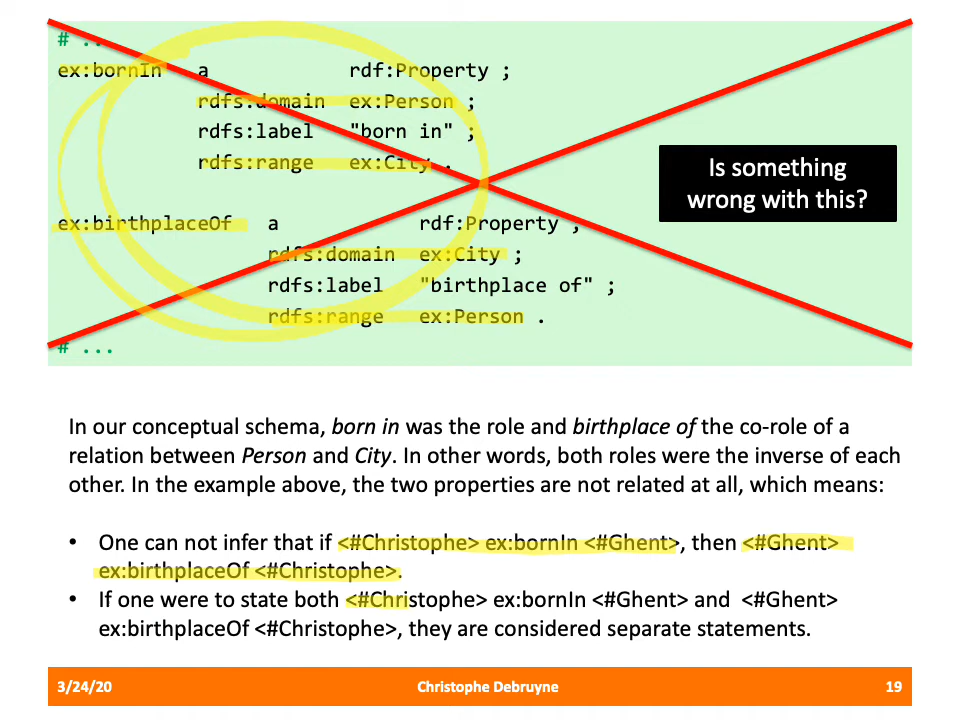 # ...
ex:bornIn a rdf:Property ;
rdfs:domain ex:Person ;
rdfs:label "born in" ;
rdfs:range ex:City .
ex:birthplaceOf a rdf:Property ;
rdfs:domain ex:City ;
rdfs:label "birthplace of" ;
rdfs:range ex:Person .
# ...
Is something
wrong with this?
In our conceptual schema, born in was the role and birthplace of the co-role of a
relation between Person and City. In other words, both roles were the inverse of each
other. In the example above, the two properties are not related at all, which means:
• One can not infer that if <#Christophe> ex:bornIn <#Ghent>, then <#Ghent>
ex:birthplaceOf <#Christophe>.
• If one were to state both <#Christophe> ex:bornIn <#Ghent> and <#Ghent>
ex:birthplaceOf <#Christophe>, they are considered separate statements.
3/24/20 Christophe Debruyne 19